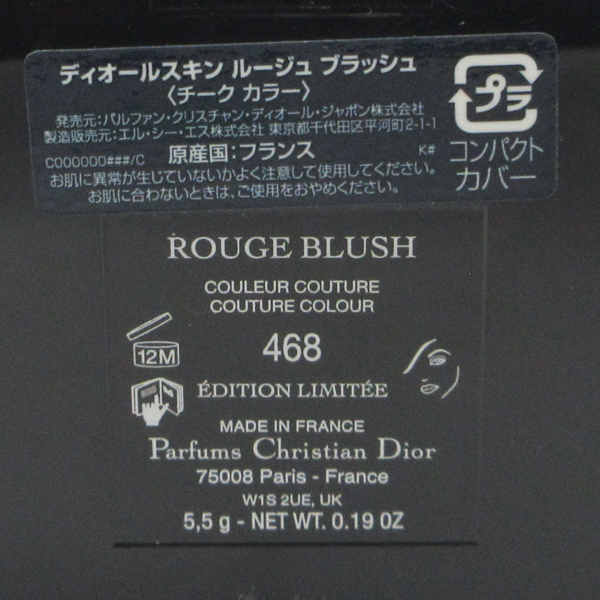 ディオールスキン ルージュ ブラッシュ
〈チーク カラー〉
発売元:パルファン・クリスチャン・ディオール・ジャポン株式会社
製造販売元:エル・シー・エス株式会社 東京都千代田区平河町2-1-1
C000000###/C 原産国:フランス K#
お肌に異常が生じていないかよく注意して使用してください。
お肌に合わないときは、ご使用をおやめください。
プラ
コンパクト
カバー
ROUGE BLUSH
COULEUR COUTURE
COUTURE COLOUR
468
12M
ÉDITION LIMITÉE
MADE IN FRANCE
Parfums Christian Dior
75008 Paris - France
W1S 2UE, UK
5,5 g - NET WT. 0.19 OZ